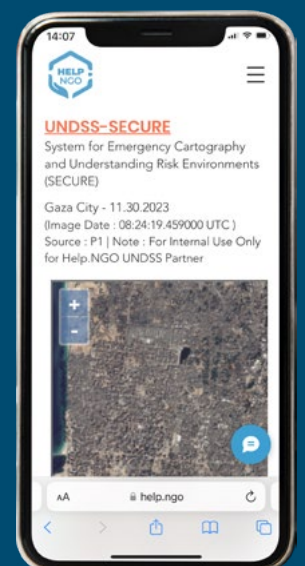 14:07
HELP
NGO
UNDSS-SECURE
System for Emergency Cartography
and Understanding Risk Environments
(SECURE)
Gaza City - 11.30.2023
(Image Date : 08:24:19.459000 UTC )
Source : P1 | Note : For Internal Use Only
for Help.NGO UNDSS Partner
+
-
AA
help.ngo